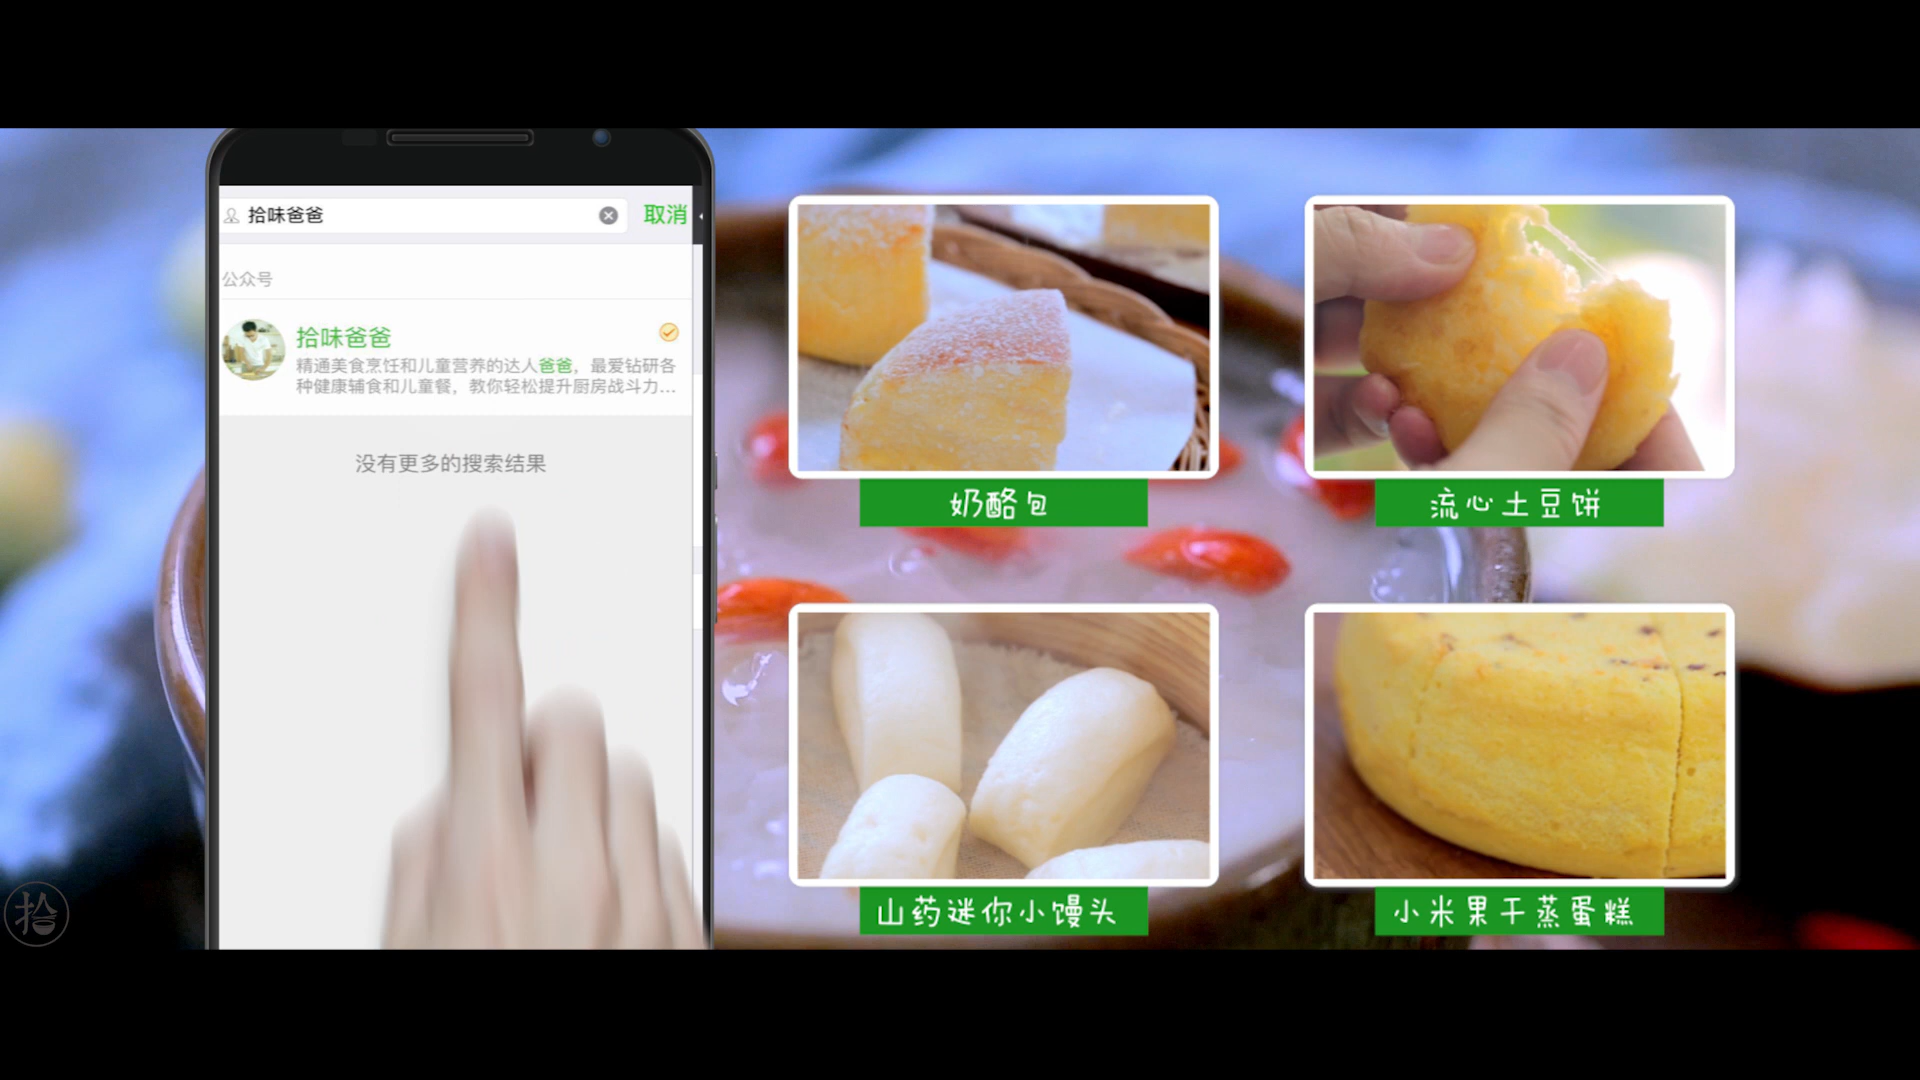 拾味爸爸
取消
公众号
拾味爸爸
精通美食烹饪和儿童营养的达人爸爸，最爱钻研各
种健康辅食和儿童餐，教你轻松提升厨房战斗力...
没有更多的搜索结果
奶酪包
流心土豆饼
山药迷你小馒头
小米果干蒸蛋糕
拾